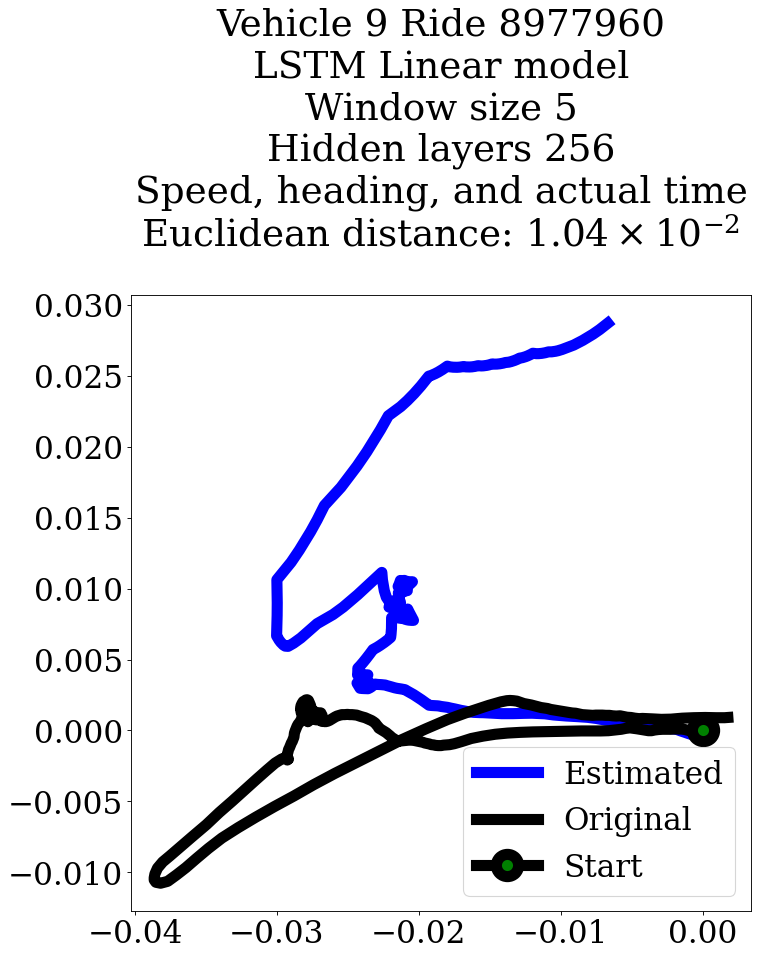 Vehicle 9 Ride 8977960
LSTM Linear model
Window size 5
Hidden layers 256
Speed, heading, and actual time
Euclidean distance: 1.04 × 10⁻²
0.030
0.025
0.020
0.015
0.010
0.005
0.000
−0.005
−0.010
Estimated
Original
Start
−0.04 −0.03 −0.02 −0.01 0.00